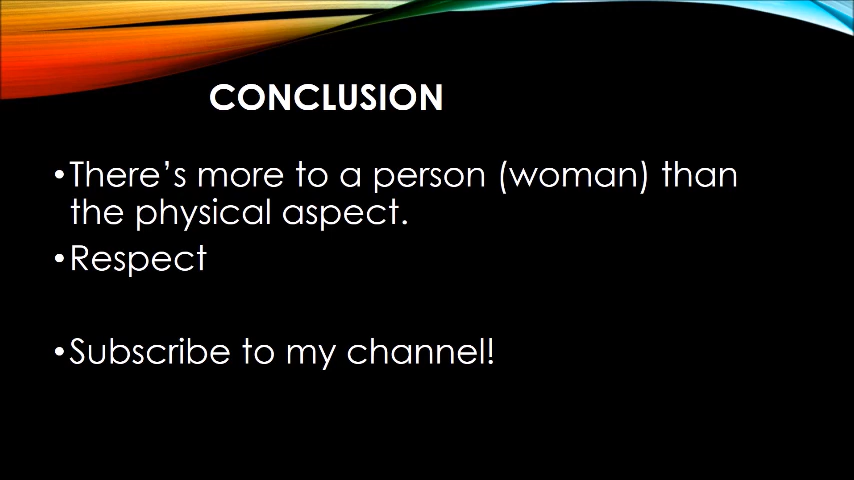 CONCLUSION
•There’s more to a person (woman) than
the physical aspect.
•Respect
•Subscribe to my channel!